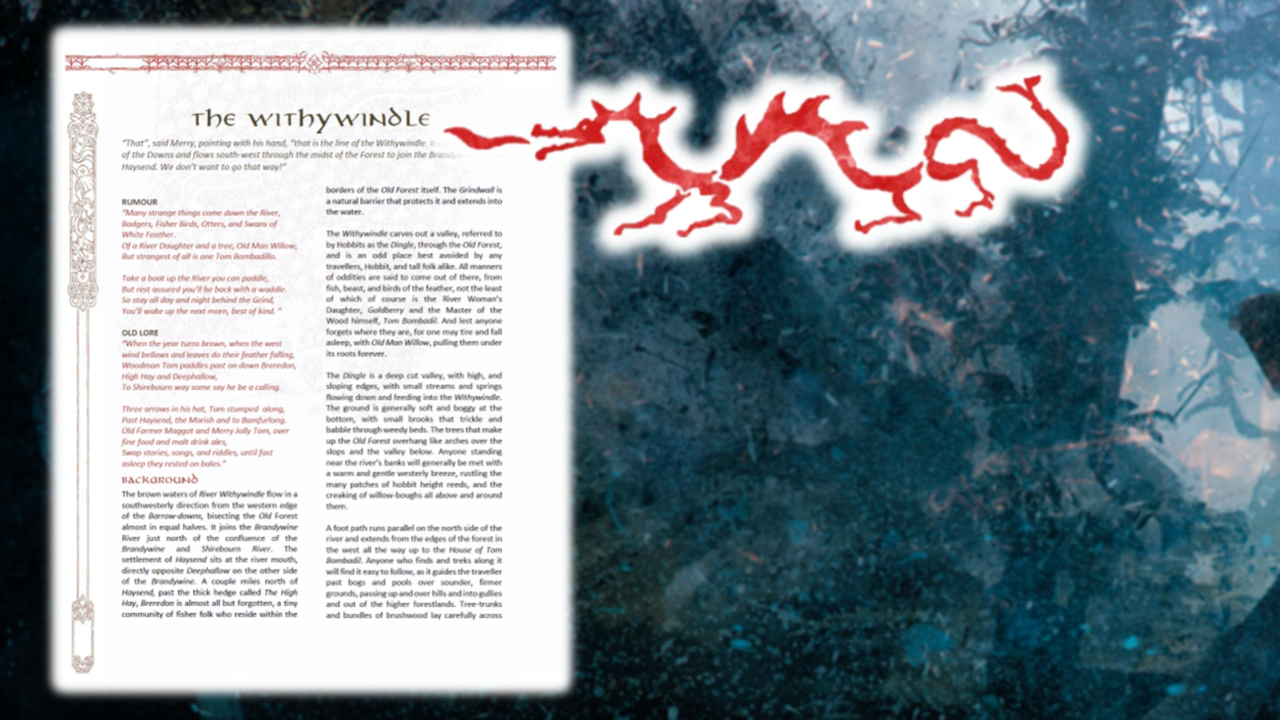 THE WITHYWINDLE
"That", said Merry, pointing with his hand, "that is the line of the Withywindle. It
of the Downs and flows south-west through the midst of the Forest to join the
Haysend. We don't want to go that way!"
RUMOUR
"Many strange things come down the River,
Badgers, Fisher Birds, Otters, and Swans of
White Feather.
Of a River Daughter and a tree, Old Man Willow,
But strangest of all is one Tom Bombadillo.
Take a boat up the River you can paddle,
But rest assured you'll be back with a waddle.
So stay all day and night behind the Grind,
You'll wake up the next morn, best of kind. "
OLD LORE
"When the year turns brown, when the west
wind bellows and leaves do their feather falling,
Woodman Tom paddles past on down Breredon,
High Hay and Deephallow,
To Shirebourn way some say he be a calling.
Three arrows in his hat, Tom stumped along,
Past Haysend, the Marish and to Bamfurlong.
Old Farmer Maggot and Merry Jolly Tom, over
fine food and malt drink ales,
Swap stories, songs, and riddles, until fast
asleep they rested on bales."
BACKGROUND
The brown waters of River Withywindle flow in a
southwesterly direction from the western edge
of the Barrow-downs, bisecting the Old Forest
almost in equal halves. It joins the Brandywine
River just north of the confluence of the
Brandywine and Shirebourn River. The
settlement of Haysend sits at the river mouth,
directly opposite Deephallow on the other side
of the Brandywine. A couple miles north of
Haysend, past the thick hedge called The High
Hay, Breredon is almost all but forgotten, a tiny
community of fisher folk who reside within the
borders of the Old Forest itself. The Grindwall is
a natural barrier that protects it and extends into
the water.
The Withywindle carves out a valley, referred to
by Hobbits as the Dingle, through the Old Forest,
and is an odd place best avoided by any
travellers, Hobbit, and tall folk alike. All manners
of oddities are said to come out of there, from
fish, beast, and birds of the feather, not the least
of which of course is the River Woman's
Daughter, Goldberry and the Master of the
Wood himself, Tom Bombadil. And lest anyone
forgets where they are, for one may tire and fall
asleep, with Old Man Willow, pulling them under
its roots forever.
The Dingle is a deep cut valley, with high, and
sloping edges, with small streams and springs
flowing down and feeding into the Withywindle.
The ground is generally soft and boggy at the
bottom, with small brooks that trickle and
babble through weedy beds. The trees that make
up the Old Forest overhang like arches over the
slops and the valley below. Anyone standing
near the river's banks will generally be met with
a warm and gentle westerly breeze, rustling the
many patches of hobbit height reeds, and the
creaking of willow-boughs all above and around
them.
A foot path runs parallel on the north side of the
river and extends from the edges of the forest in
the west all the way up to the House of Tom
Bombadil. Anyone who finds and treks along it
will find it easy to follow, as it guides the traveller
past bogs and pools over sounder, firmer
grounds, passing up and over hills and into gullies
and out of the higher forestlands. Tree-trunks
and bundles of brushwood lay carefully across